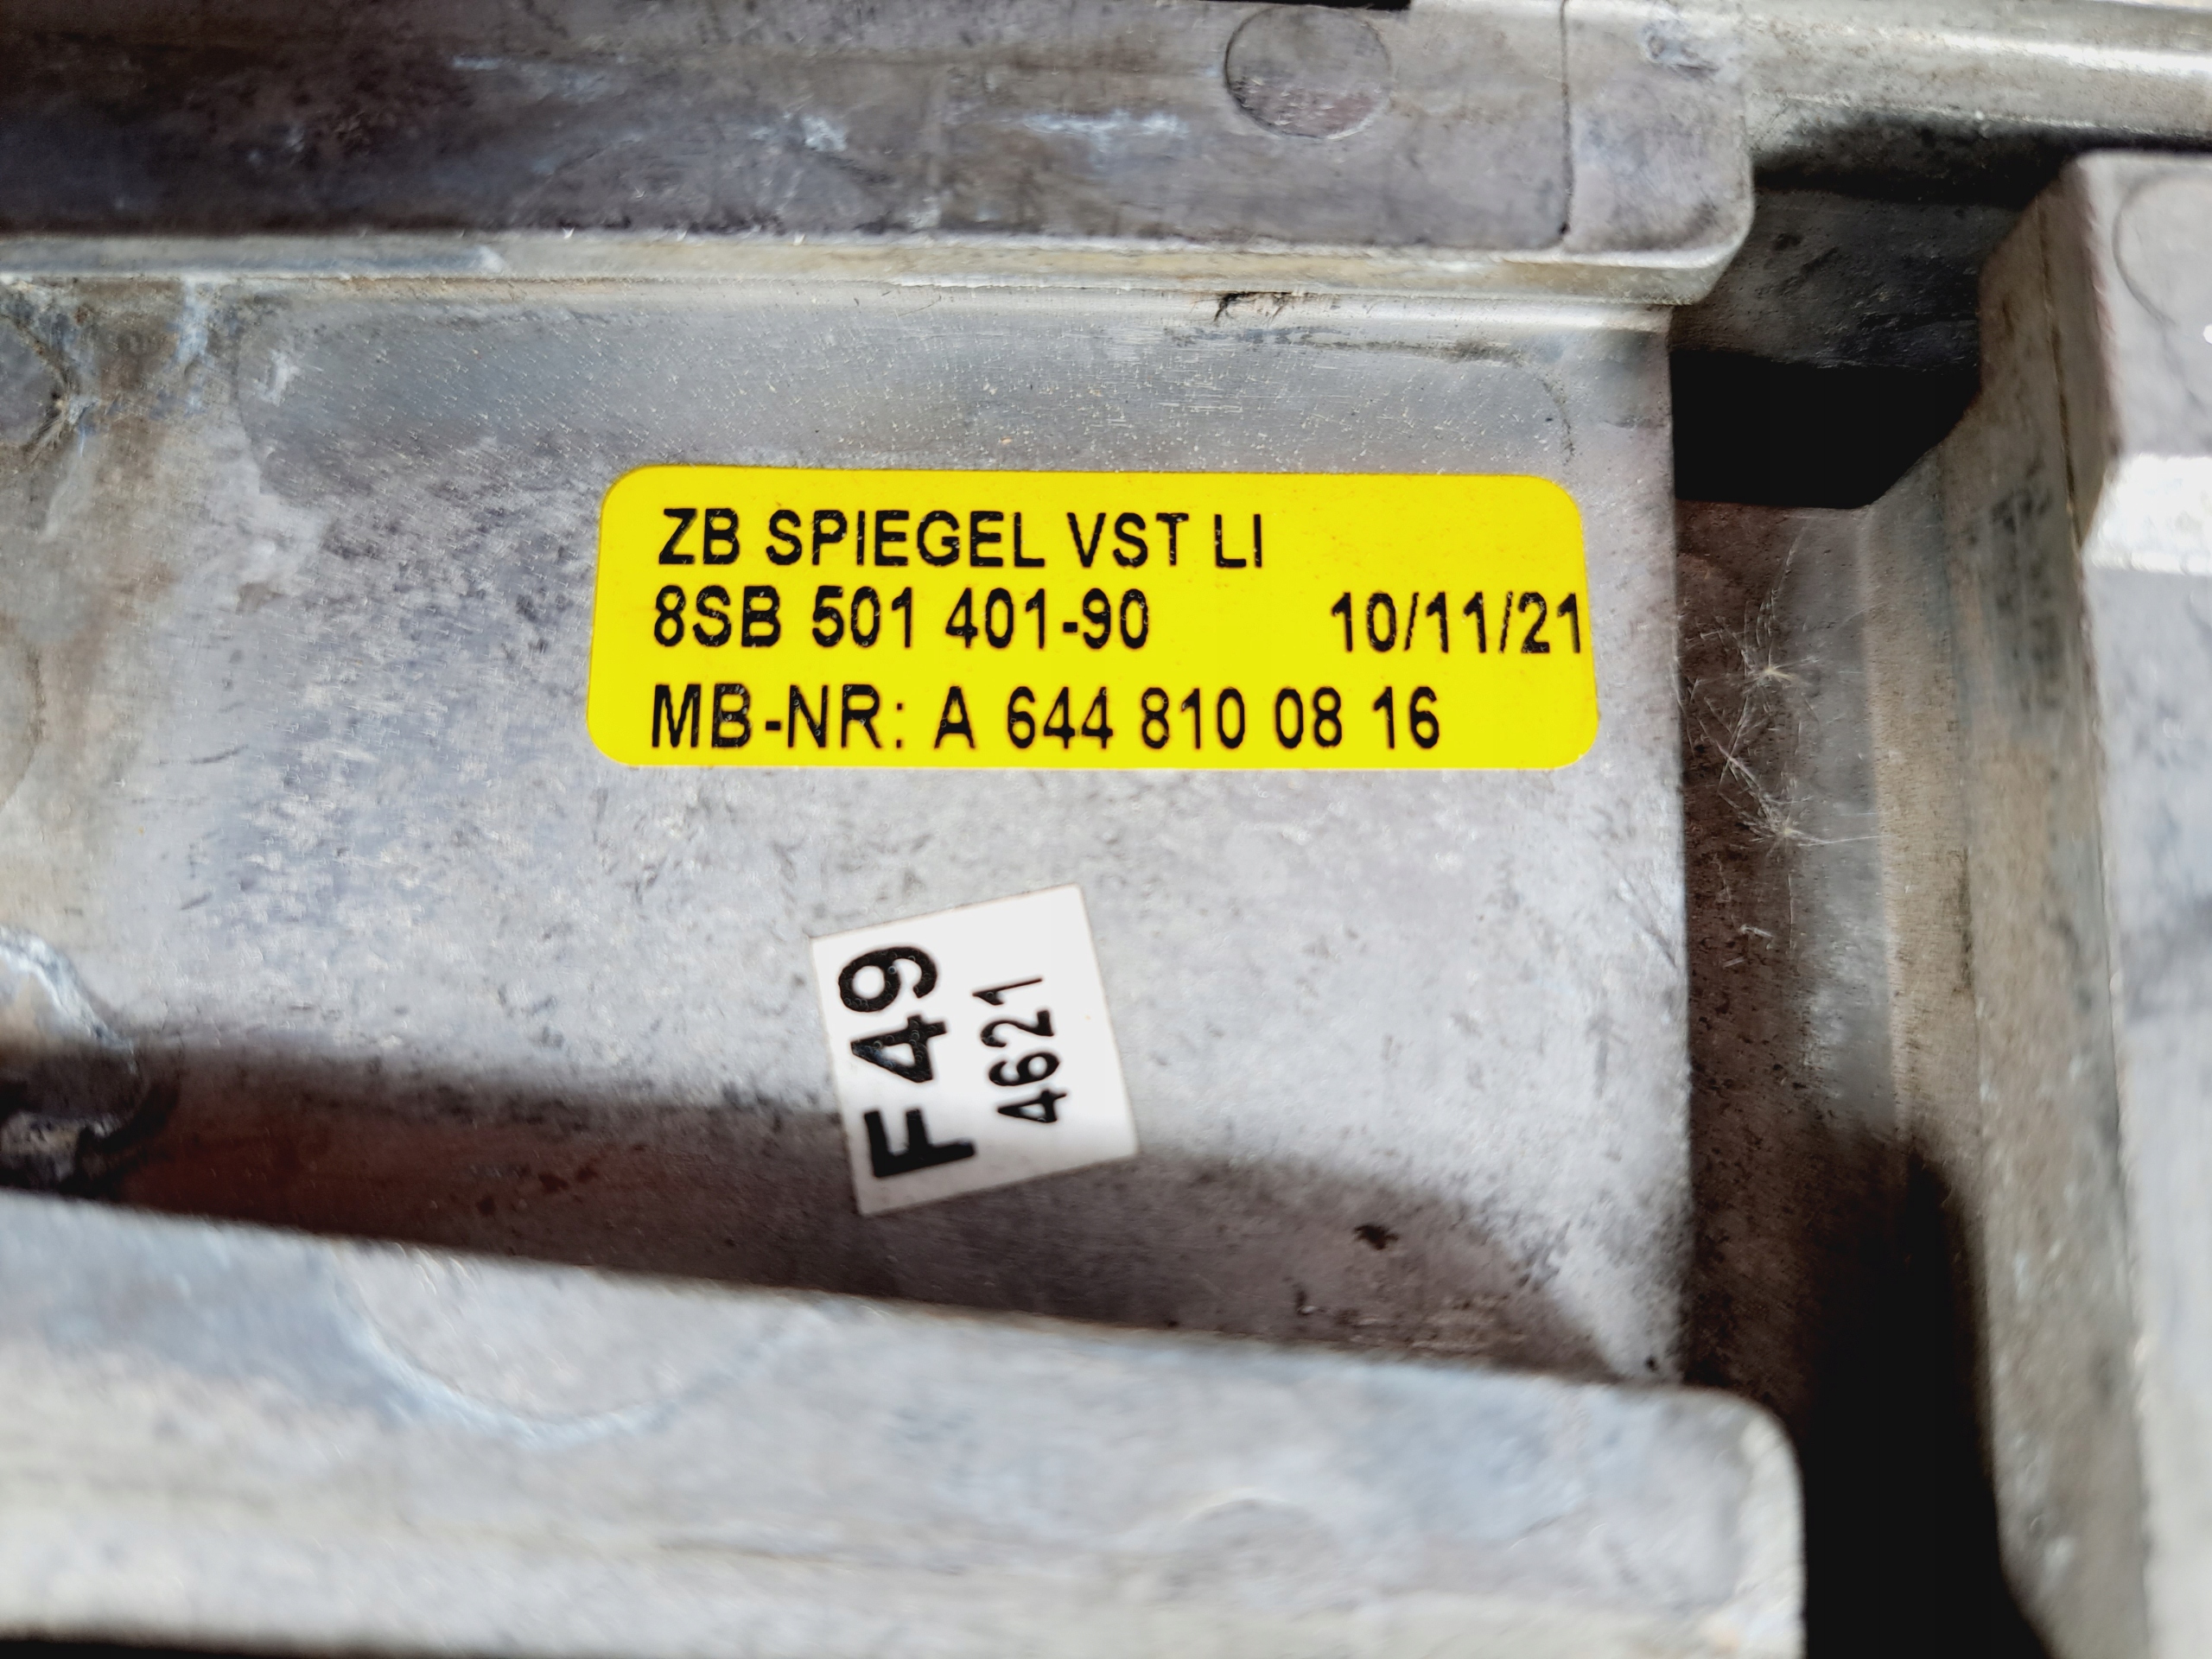 ZB SPIEGEL VST LI
8SB 501 401-90 10/11/21
MB-NR: A 644 810 08 16
F49
4621